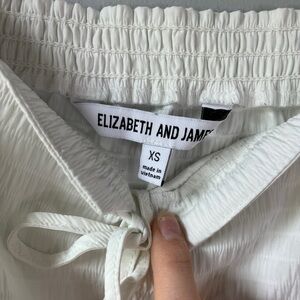 ELIZABETH AND JAMES
XS
made in
vietnam